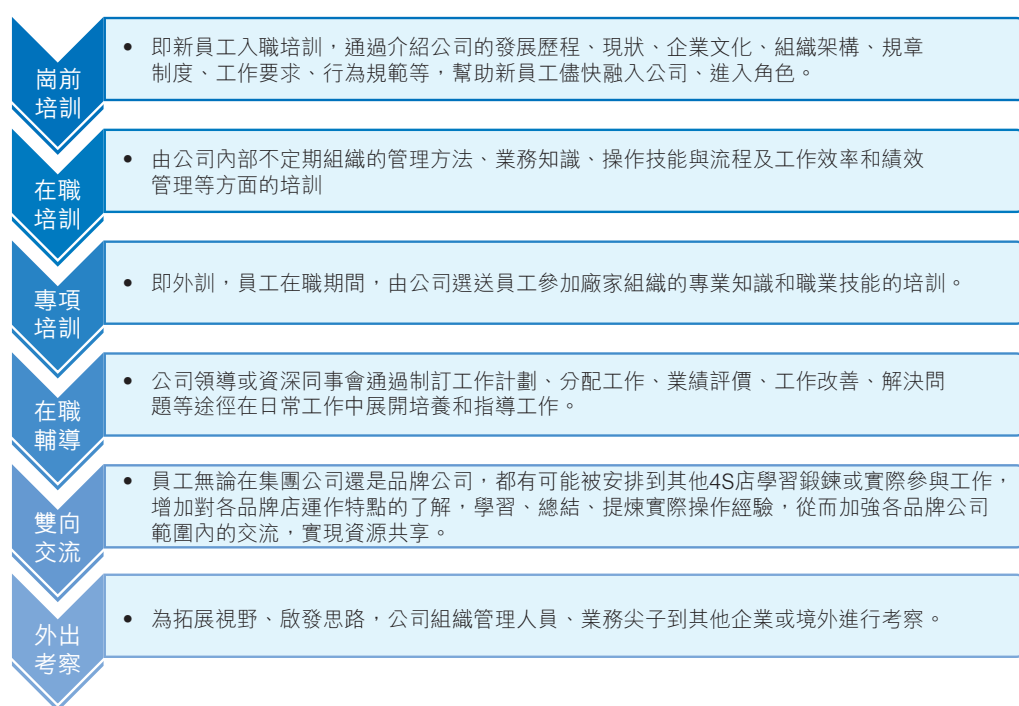 崗前
培訓
• 即新員工入職培訓，通過介紹公司的發展歷程、現狀、企業文化、組織架構、規章
制度、工作要求、行為規範等，幫助新員工儘快融入公司、進入角色。
在職
培訓
• 由公司內部不定期組織的管理方法、業務知識、操作技能與流程及工作效率和績效
管理等方面的培訓
專項
培訓
• 即外訓，員工在職期間，由公司選送員工參加廠家組織的專業知識和職業技能的培訓。
在職
輔導
• 公司領導或資深同事會通過制訂工作計劃、分配工作、業績評價、工作改善、解決問
題等途徑在日常工作中展開培養和指導工作。
雙向
交流
• 員工無論在集團公司還是品牌公司，都有可能被安排到其他4S店學習鍛鍊或實際參與工作，
增加對各品牌店運作特點的了解，學習、總結、提煉實際操作經驗，從而加強各品牌公司
範圍內的交流，實現資源共享。
外出
考察
• 為拓展視野、啟發思路，公司組織管理人員、業務尖子到其他企業或境外進行考察。